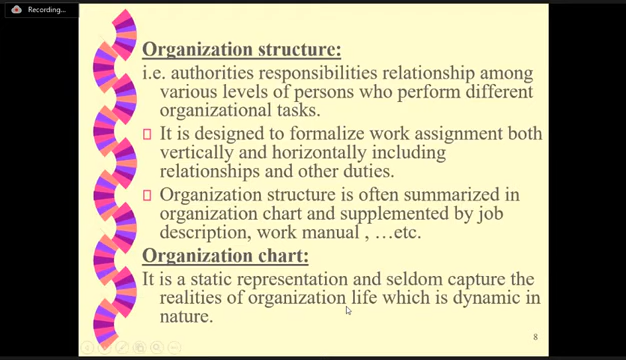 Recording...
Organization structure:
i.e. authorities responsibilities relationship among
various levels of persons who perform different
organizational tasks.
It is designed to formalize work assignment both
vertically and horizontally including
relationships and other duties.
Organization structure is often summarized in
organization chart and supplemented by job
description, work manual , ...etc.
Organization chart:
It is a static representation and seldom capture the
realities of organization life which is dynamic in
nature.
8